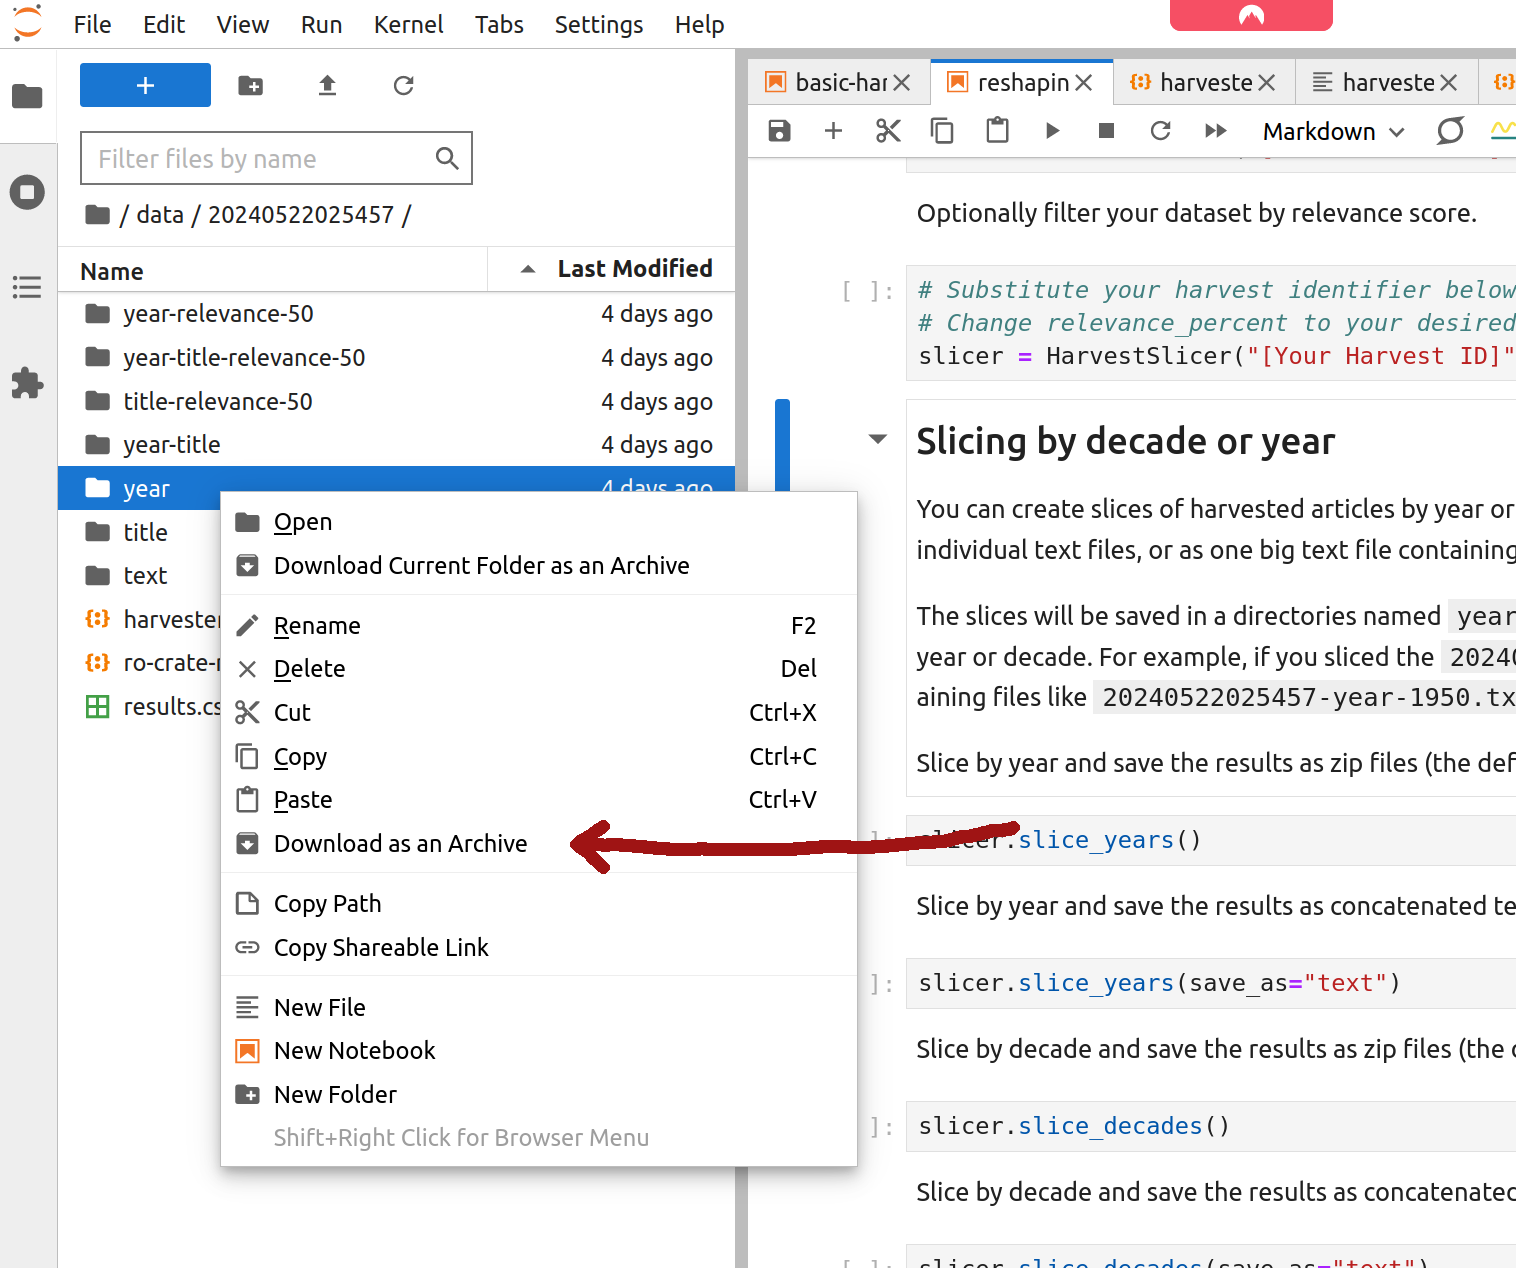 File Edit View Run Kernel Tabs Settings Help
Filter files by name
/ data / 20240522025457 /
Name Last Modified
year-relevance-50 4 days ago
year-title-relevance-50 4 days ago
title-relevance-50 4 days ago
year-title 4 days ago
year 4 days ago
title
text
harvester
ro-crate-
results.cs
Open
Download Current Folder as an Archive
Rename F2
Delete Del
Cut Ctrl+X
Copy Ctrl+C
Paste Ctrl+V
Download as an Archive
Copy Path
Copy Shareable Link
New File
New Notebook
New Folder
Shift+Right Click for Browser Menu
basic-har reshapin harveste harveste
Markdown
Optionally filter your dataset by relevance score.
[ ]:
# Substitute your harvest identifier below
# Change relevance_percent to your desired
slicer = HarvestSlicer("[Your Harvest ID]"
Slicing by decade or year
You can create slices of harvested articles by year or
individual text files, or as one big text file containing
The slices will be saved in a directories named year
year or decade. For example, if you sliced the 2024
aining files like 20240522025457-year-1950.tx
Slice by year and save the results as zip files (the def
]: slicer.slice_years()
Slice by year and save the results as concatenated te
]: slicer.slice_years(save_as="text")
Slice by decade and save the results as zip files (the
]: slicer.slice_decades()
Slice by decade and save the results as concatenated
[ ]: slicer.slice_decades(save_as="text")